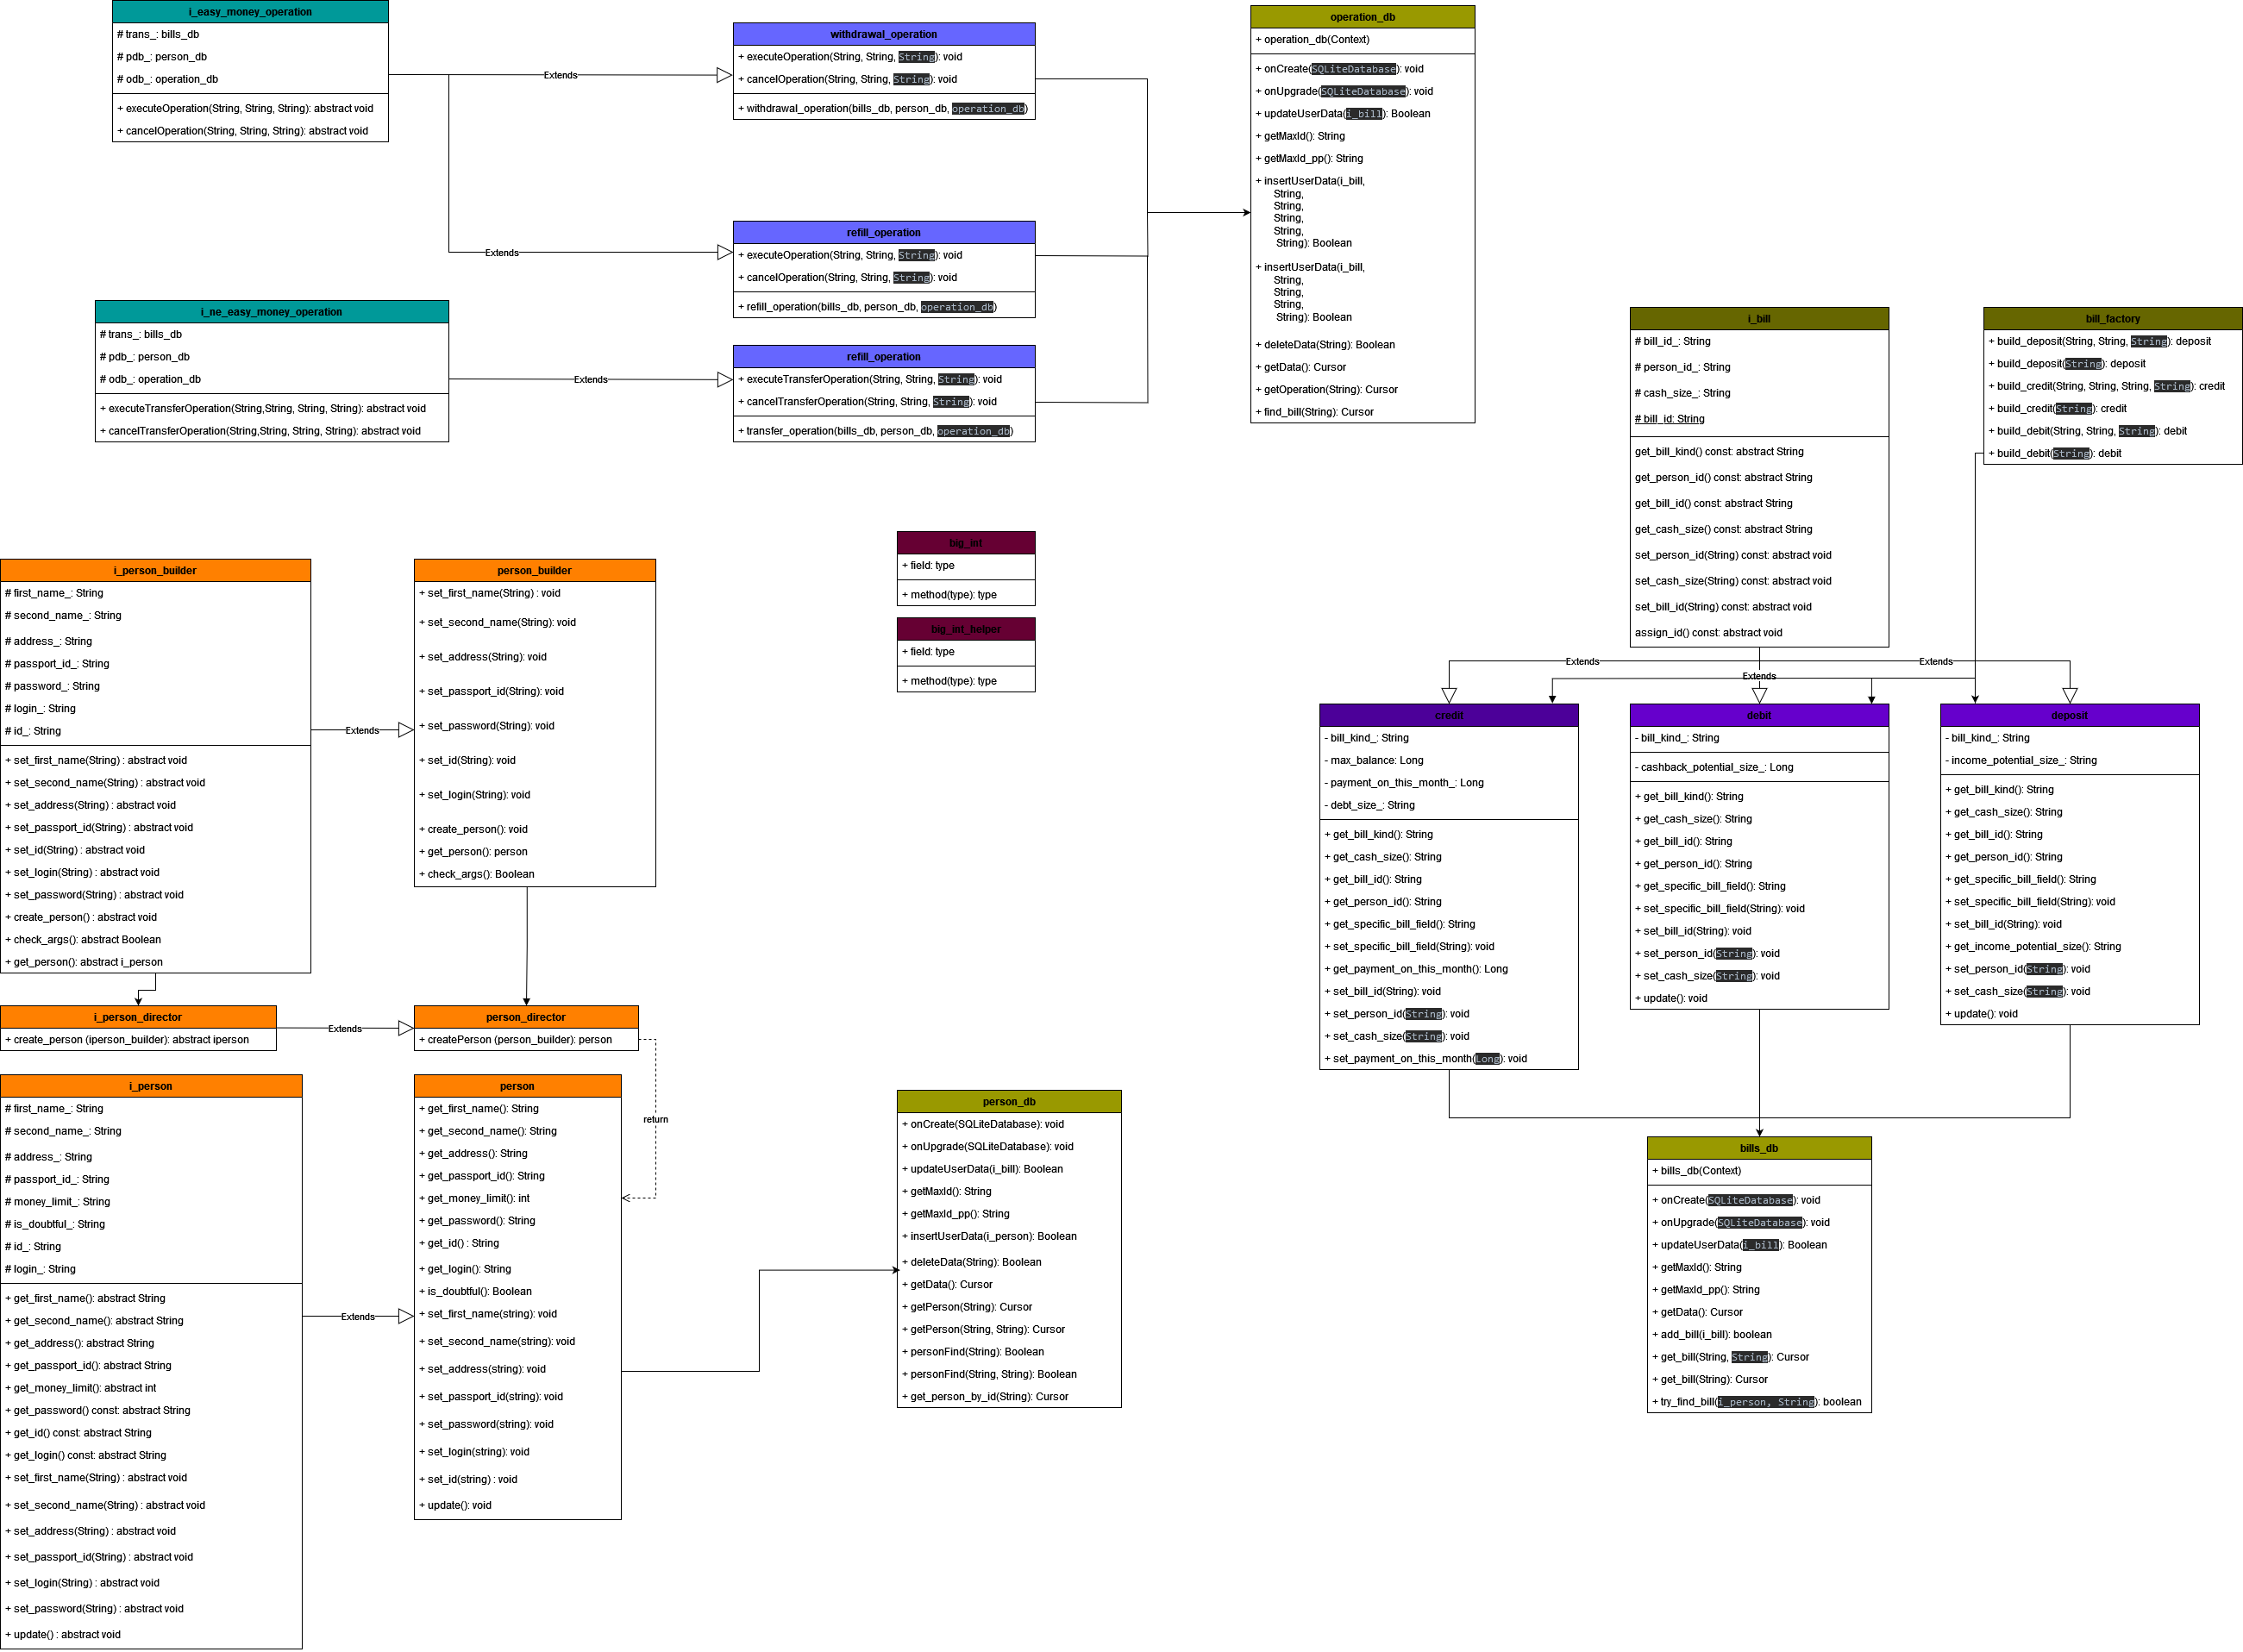 i_easy_money_operation
# trans_: bills_db
# pdb_: person_db
# odb_: operation_db
+ executeOperation(String, String, String): abstract void
+ cancelOperation(String, String, String): abstract void
Extends
Extends
withdrawal_operation
+ executeOperation(String, String, String): void
+ cancelOperation(String, String, String): void
+ withdrawal_operation(bills_db, person_db, operation_db)
refill_operation
+ executeOperation(String, String, String): void
+ cancelOperation(String, String, String): void
+ refill_operation(bills_db, person_db, operation_db)
i_ne_easy_money_operation
# trans_: bills_db
# pdb_: person_db
# odb_: operation_db
+ executeTransferOperation(String,String, String, String): abstract void
+ cancelTransferOperation(String,String, String, String): abstract void
Extends
refill_operation
+ executeTransferOperation(String, String, String): void
+ cancelTransferOperation(String, String, String): void
+ transfer_operation(bills_db, person_db, operation_db)
operation_db
+ operation_db(Context)
+ onCreate(SQLiteDatabase): void
+ onUpgrade(SQLiteDatabase): void
+ updateUserData(i_bill): Boolean
+ getMaxId(): String
+ getMaxId_pp(): String
+ insertUserData(i_bill,
String,
String,
String,
String,
String): Boolean
+ insertUserData(i_bill,
String,
String,
String,
String): Boolean
+ deleteData(String): Boolean
+ getData(): Cursor
+ getOperation(String): Cursor
+ find_bill(String): Cursor
i_bill
# bill_id_: String
# person_id_: String
# cash_size_: String
# bill_id: String
get_bill_kind() const: abstract String
get_person_id() const: abstract String
get_bill_id() const: abstract String
get_cash_size() const: abstract String
set_person_id(String) const: abstract void
set_cash_size(String) const: abstract void
set_bill_id(String) const: abstract void
assign_id() const: abstract void
bill_factory
+ build_deposit(String, String, String): deposit
+ build_deposit(String): deposit
+ build_credit(String, String, String, String): credit
+ build_credit(String): credit
+ build_debit(String, String, String): debit
+ build_debit(String): debit
Extends
Extends
Extends
credit
- bill_kind_: String
- max_balance: Long
- payment_on_this_month_: Long
- debt_size_: String
+ get_bill_kind(): String
+ get_cash_size(): String
+ get_bill_id(): String
+ get_person_id(): String
+ get_specific_bill_field(): String
+ set_specific_bill_field(String): void
+ get_payment_on_this_month(): Long
+ set_bill_id(String): void
+ set_person_id(String): void
+ set_cash_size(String): void
+ set_payment_on_this_month(Long): void
debit
- bill_kind_: String
- cashback_potential_size_: Long
+ get_bill_kind(): String
+ get_cash_size(): String
+ get_bill_id(): String
+ get_person_id(): String
+ get_specific_bill_field(): String
+ set_specific_bill_field(String): void
+ set_bill_id(String): void
+ set_person_id(String): void
+ set_cash_size(String): void
+ update(): void
deposit
- bill_kind_: String
- income_potential_size_: String
+ get_bill_kind(): String
+ get_cash_size(): String
+ get_bill_id(): String
+ get_person_id(): String
+ get_specific_bill_field(): String
+ set_specific_bill_field(String): void
+ set_bill_id(String): void
+ get_income_potential_size(): String
+ set_person_id(String): void
+ set_cash_size(String): void
+ update(): void
bills_db
+ bills_db(Context)
+ onCreate(SQLiteDatabase): void
+ onUpgrade(SQLiteDatabase): void
+ updateUserData(i_bill): Boolean
+ getMaxId(): String
+ getMaxId_pp(): String
+ getData(): Cursor
+ add_bill(i_bill): boolean
+ get_bill(String, String): Cursor
+ get_bill(String): Cursor
+ try_find_bill(i_person, String): boolean
big_int
+ field: type
+ method(type): type
big_int_helper
+ field: type
+ method(type): type
i_person_builder
# first_name_: String
# second_name_: String
# address_: String
# passport_id_: String
# password_: String
# login_: String
# id_: String
+ set_first_name(String) : abstract void
+ set_second_name(String) : abstract void
+ set_address(String) : abstract void
+ set_passport_id(String) : abstract void
+ set_id(String) : abstract void
+ set_login(String) : abstract void
+ set_password(String) : abstract void
+ create_person() : abstract void
+ check_args(): abstract Boolean
+ get_person(): abstract i_person
Extends
person_builder
+ set_first_name(String) : void
+ set_second_name(String): void
+ set_address(String): void
+ set_passport_id(String): void
+ set_password(String): void
+ set_id(String): void
+ set_login(String): void
+ create_person(): void
+ get_person(): person
+ check_args(): Boolean
i_person_director
+ create_person (iperson_builder): abstract iperson
Extends
person_director
+ createPerson (person_builder): person
return
i_person
# first_name_: String
# second_name_: String
# address_: String
# passport_id_: String
# money_limit_: String
# is_doubtful_: String
# id_: String
# login_: String
+ get_first_name(): abstract String
+ get_second_name(): abstract String
+ get_address(): abstract String
+ get_passport_id(): abstract String
+ get_money_limit(): abstract int
+ get_password() const: abstract String
+ get_id() const: abstract String
+ get_login() const: abstract String
+ set_first_name(String) : abstract void
+ set_second_name(String) : abstract void
+ set_address(String) : abstract void
+ set_passport_id(String) : abstract void
+ set_login(String) : abstract void
+ set_password(String) : abstract void
+ update() : abstract void
Extends
person
+ get_first_name(): String
+ get_second_name(): String
+ get_address(): String
+ get_passport_id(): String
+ get_money_limit(): int
+ get_password(): String
+ get_id() : String
+ get_login(): String
+ is_doubtful(): Boolean
+ set_first_name(string): void
+ set_second_name(string): void
+ set_address(string): void
+ set_passport_id(string): void
+ set_password(string): void
+ set_login(string): void
+ set_id(string) : void
+ update(): void
person_db
+ onCreate(SQLiteDatabase): void
+ onUpgrade(SQLiteDatabase): void
+ updateUserData(i_bill): Boolean
+ getMaxId(): String
+ getMaxId_pp(): String
+ insertUserData(i_person): Boolean
+ deleteData(String): Boolean
+ getData(): Cursor
+ getPerson(String): Cursor
+ getPerson(String, String): Cursor
+ personFind(String): Boolean
+ personFind(String, String): Boolean
+ get_person_by_id(String): Cursor